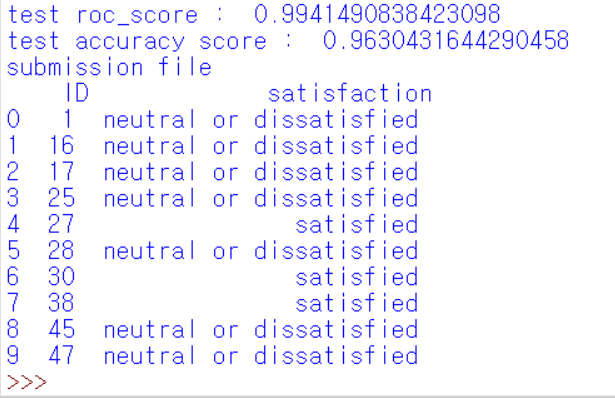 test roc_score :  0.9941490838423098
test accuracy score :  0.9630431644290458
submission file
    ID             satisfaction
0    1  neutral or dissatisfied
1   16  neutral or dissatisfied
2   17  neutral or dissatisfied
3   25  neutral or dissatisfied
4   27                satisfied
5   28  neutral or dissatisfied
6   30                satisfied
7   38                satisfied
8   45  neutral or dissatisfied
9   47  neutral or dissatisfied
>>>